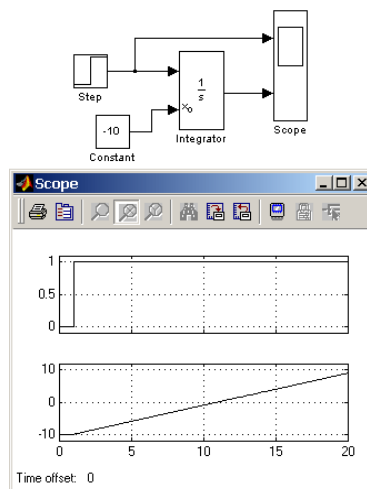 Step
1
s
x₀
-10
Integrator
Scope
Constant
Scope
1
0.5
0
10
0
-10
0 5 10 15 20
Time offset: 0